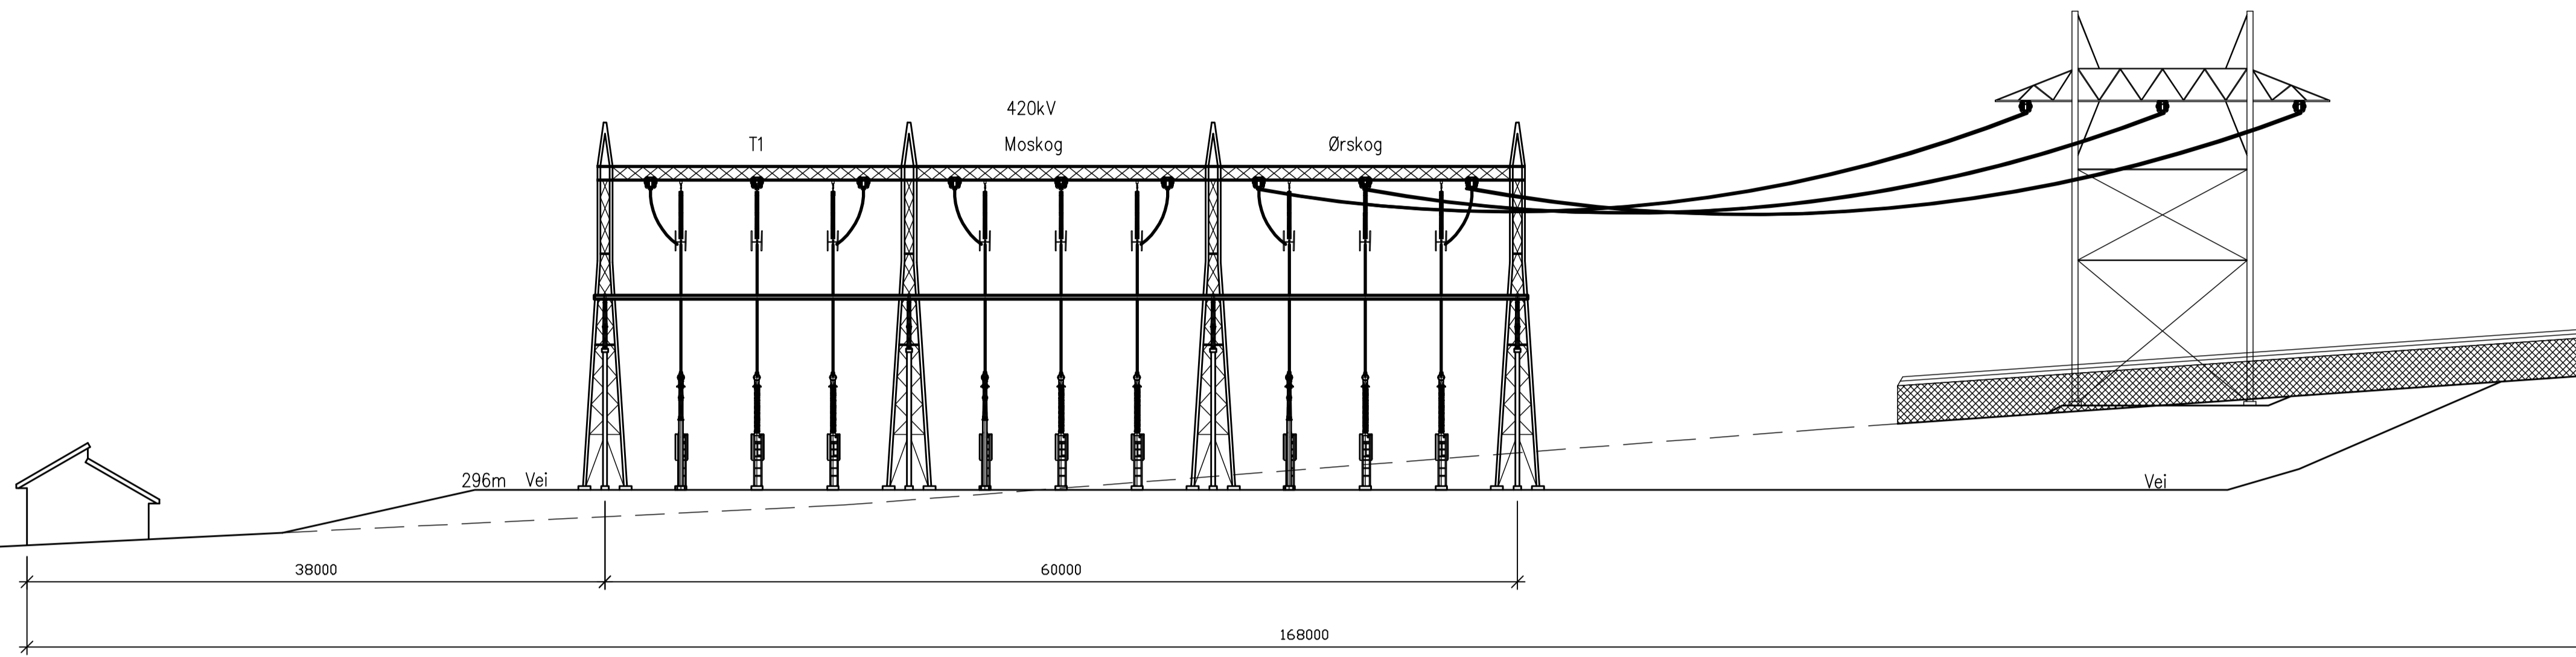 420kV
T1 Moskog Ørskog
296m Vei
Vei
38000 60000
168000